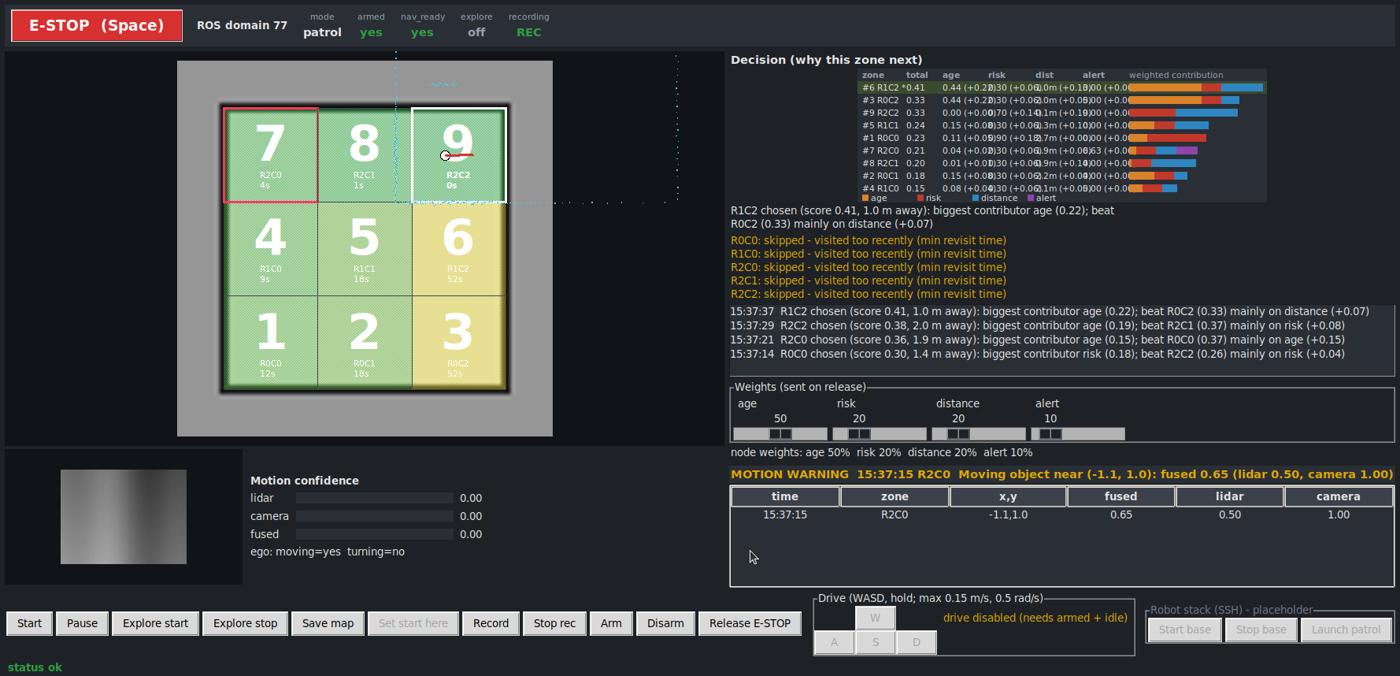 E-STOP (Space)
ROS domain 77
mode
patrol
armed
yes
nav_ready
yes
explore
off
recording
REC
7
R2C0
4s
8
R2C1
1s
9
R2C2
0s
4
R1C0
9s
5
R1C1
18s
6
R1C2
52s
1
R0C0
12s
2
R0C1
18s
3
R0C2
52s
Decision (why this zone next)
zone total age risk dist alert weighted contribution
#6 R1C2 *0.41 0.44
#3 R0C2 0.33 0.44
#9 R2C2 0.33 0.00
#5 R1C1 0.24 0.15
#1 R0C0 0.23 0.11
#7 R2C0 0.21 0.04
#8 R2C1 0.20 0.01
#2 R0C1 0.18 0.15
#4 R1C0 0.15 0.08
age risk distance alert
R1C2 chosen (score 0.41, 1.0 m away): biggest contributor age (0.22); beat
R0C2 (0.33) mainly on distance (+0.07)
R0C0: skipped - visited too recently (min revisit time)
R1C0: skipped - visited too recently (min revisit time)
R2C0: skipped - visited too recently (min revisit time)
R2C1: skipped - visited too recently (min revisit time)
R2C2: skipped - visited too recently (min revisit time)
15:37:37 R1C2 chosen (score 0.41, 1.0 m away): biggest contributor age (0.22); beat R0C2 (0.33) mainly on distance (+0.07)
15:37:29 R2C2 chosen (score 0.38, 2.0 m away): biggest contributor age (0.19); beat R2C1 (0.37) mainly on risk (+0.08)
15:37:21 R2C0 chosen (score 0.36, 1.9 m away): biggest contributor age (0.15); beat R0C0 (0.37) mainly on age (+0.15)
15:37:14 R0C0 chosen (score 0.30, 1.4 m away): biggest contributor risk (0.18); beat R2C2 (0.26) mainly on risk (+0.04)
Weights (sent on release)
age risk distance alert
50 20 20 10
node weights: age 50% risk 20% distance 20% alert 10%
MOTION WARNING 15:37:15 R2C0 Moving object near (-1.1, 1.0): fused 0.65 (lidar 0.50, camera 1.00)
time zone x,y fused lidar camera
15:37:15 R2C0 -1.1,1.0 0.65 0.50 1.00
Motion confidence
lidar 0.00
camera 0.00
fused 0.00
ego: moving=yes turning=no
Start Pause Explore start Explore stop Save map Set start here Record Stop rec Arm Disarm Release E-STOP
Drive (WASD, hold; max 0.15 m/s, 0.5 rad/s)
W
drive disabled (needs armed + idle)
A S D
Robot stack (SSH) - placeholder
Start base Stop base Launch patrol
status ok